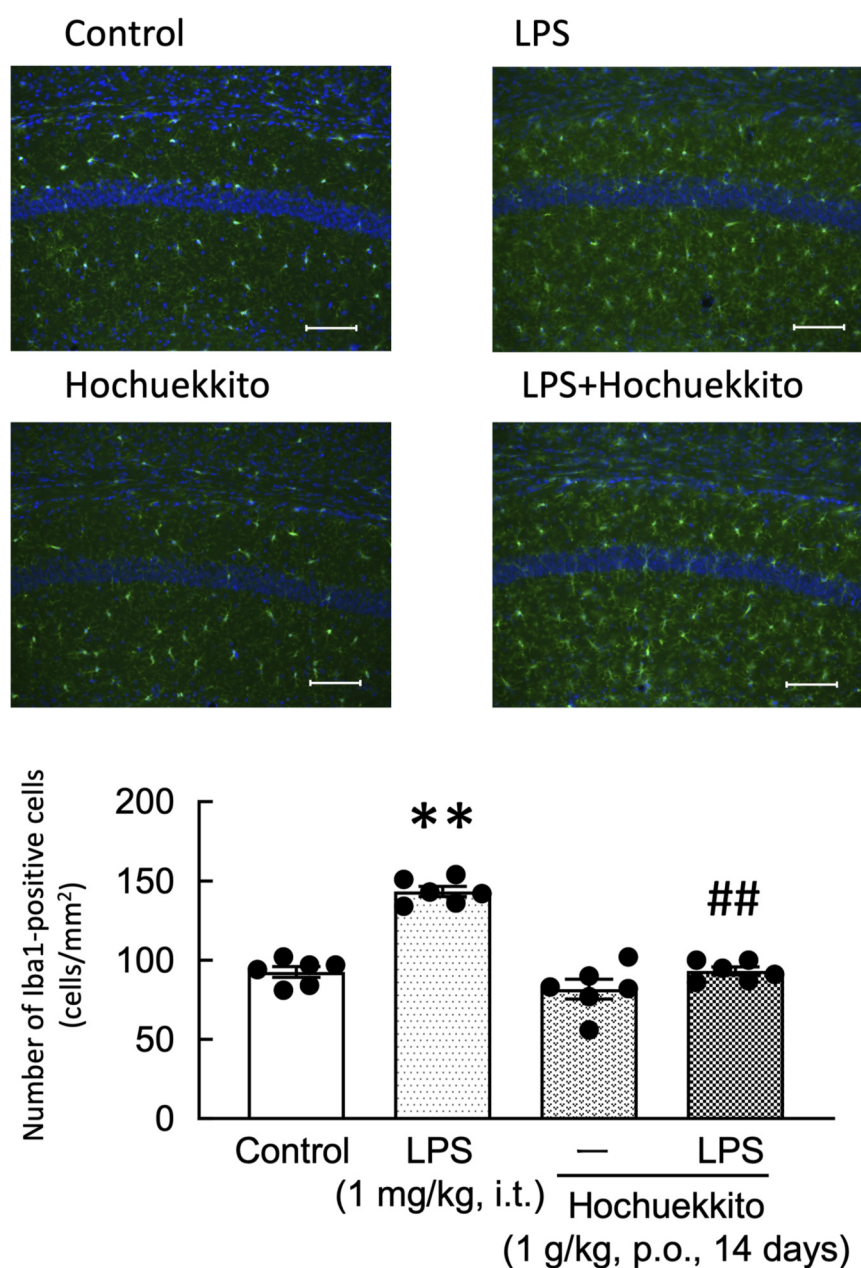 Control
LPS
Hochuekkito
LPS+Hochuekkito
Number of Iba1-positive cells
(cells/mm²)
200
150
100
50
0
**
##
Control
LPS
—
LPS
(1 mg/kg, i.t.)
Hochuekkito
(1 g/kg, p.o., 14 days)